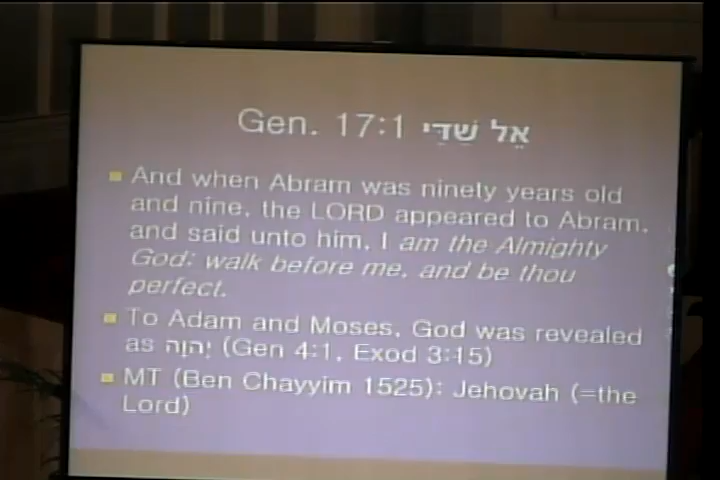 Gen. 17:1 אֵל שַׁדַּי
And when Abram was ninety years old
and nine, the LORD appeared to Abram,
and said unto him, I am the Almighty
God; walk before me, and be thou
perfect.
To Adam and Moses, God was revealed
as יְהוָה (Gen 4:1, Exod 3:15)
MT (Ben Chayyim 1525): Jehovah (=the
Lord)